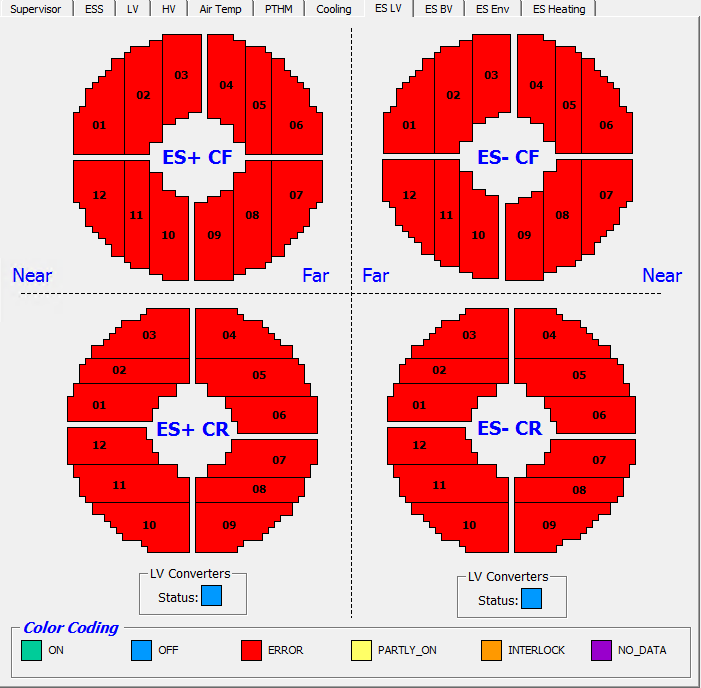 Supervisor ESS LV HV Air Temp PTHM Cooling ES LV ES BV ES Env ES Heating
03 04 03 04
02 05 02 05
01 06 01 06
ES+ CF ES- CF
12 07 12 07
11 08 11 08
10 09 10 09
Near Far Far Near
03 04 03 04
02 05 02 05
01 06 01 06
ES+ CR ES- CR
12 07 12 07
11 08 11 08
10 09 10 09
LV Converters LV Converters
Status: Status:
Color Coding
ON OFF ERROR PARTLY_ON INTERLOCK NO_DATA